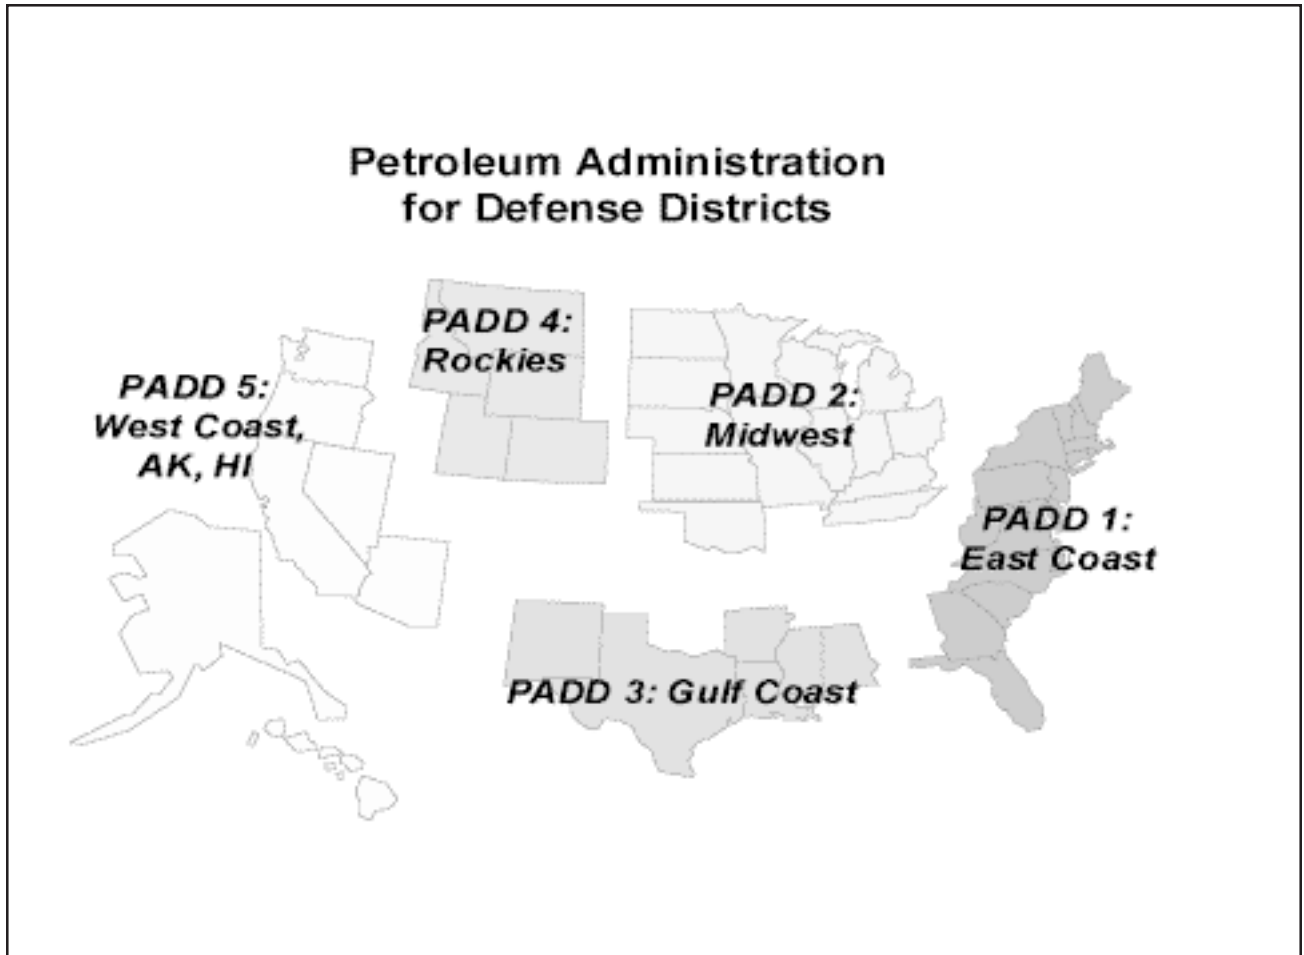 Petroleum Administration
for Defense Districts
PADD 4:
Rockies
PADD 5:
West Coast,
AK, HI
PADD 2:
Midwest
PADD 1:
East Coast
PADD 3: Gulf Coast